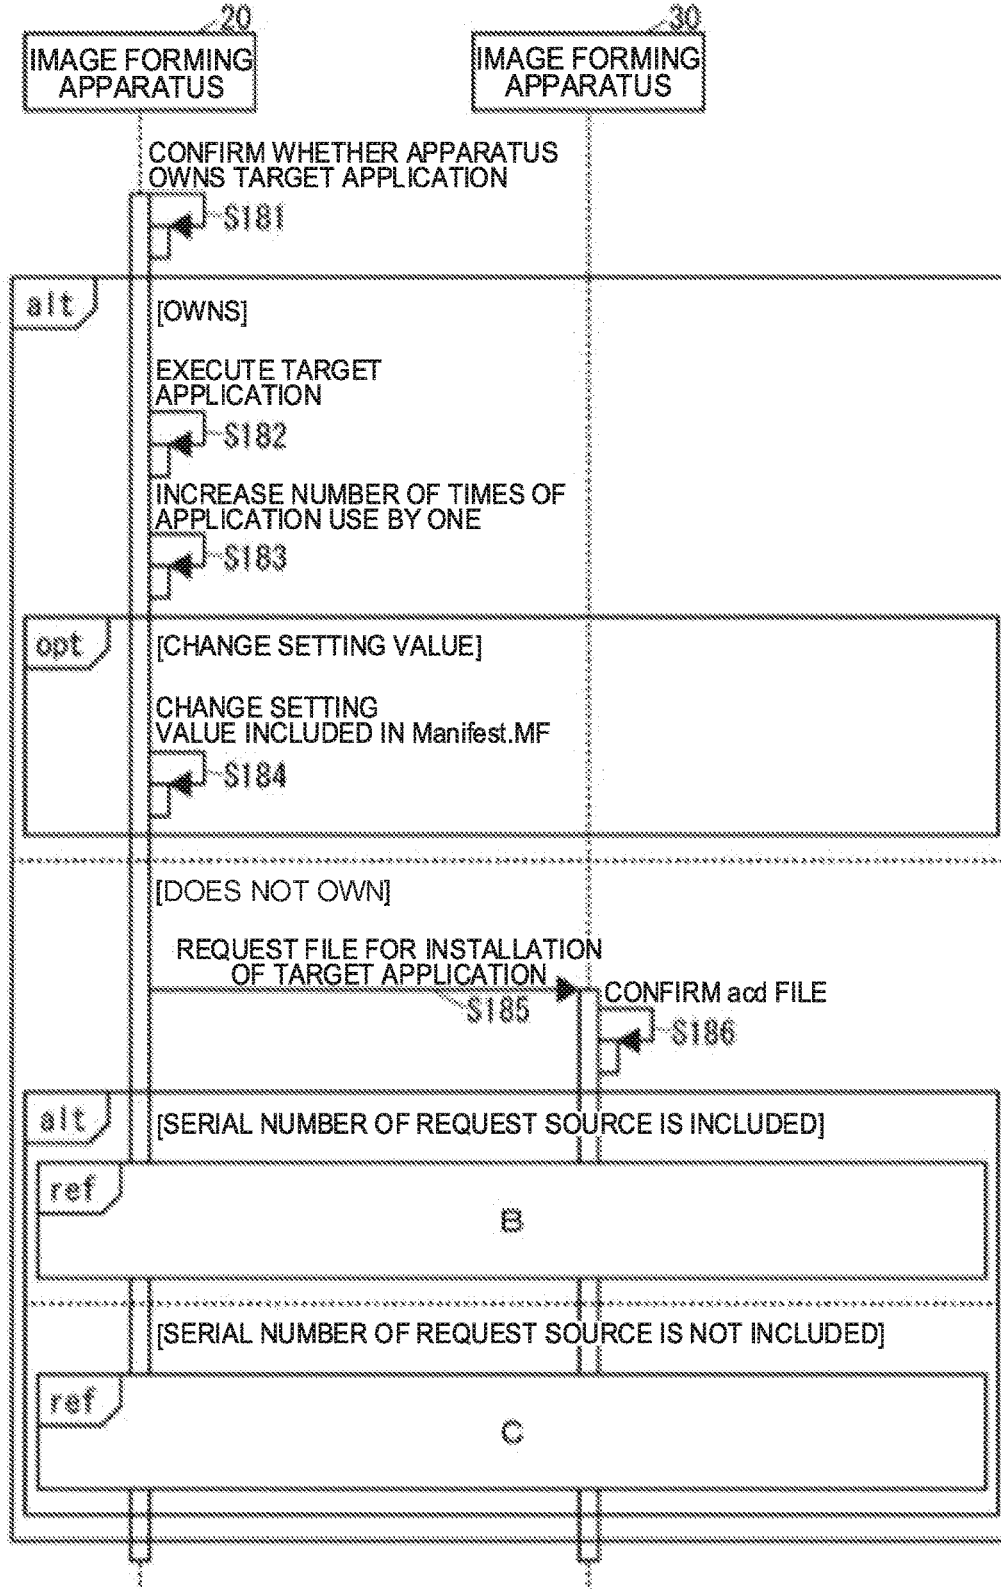 20
30
IMAGE FORMING
APPARATUS
IMAGE FORMING
APPARATUS
CONFIRM WHETHER APPARATUS
OWNS TARGET APPLICATION
S181
alt
[OWNS]
EXECUTE TARGET
APPLICATION
S182
INCREASE NUMBER OF TIMES OF
APPLICATION USE BY ONE
S183
opt
[CHANGE SETTING VALUE]
CHANGE SETTING
VALUE INCLUDED IN Manifest.MF
S184
[DOES NOT OWN]
REQUEST FILE FOR INSTALLATION
OF TARGET APPLICATION
S185
CONFIRM acd FILE
S186
alt
[SERIAL NUMBER OF REQUEST SOURCE IS INCLUDED]
ref
B
[SERIAL NUMBER OF REQUEST SOURCE IS NOT INCLUDED]
ref
C